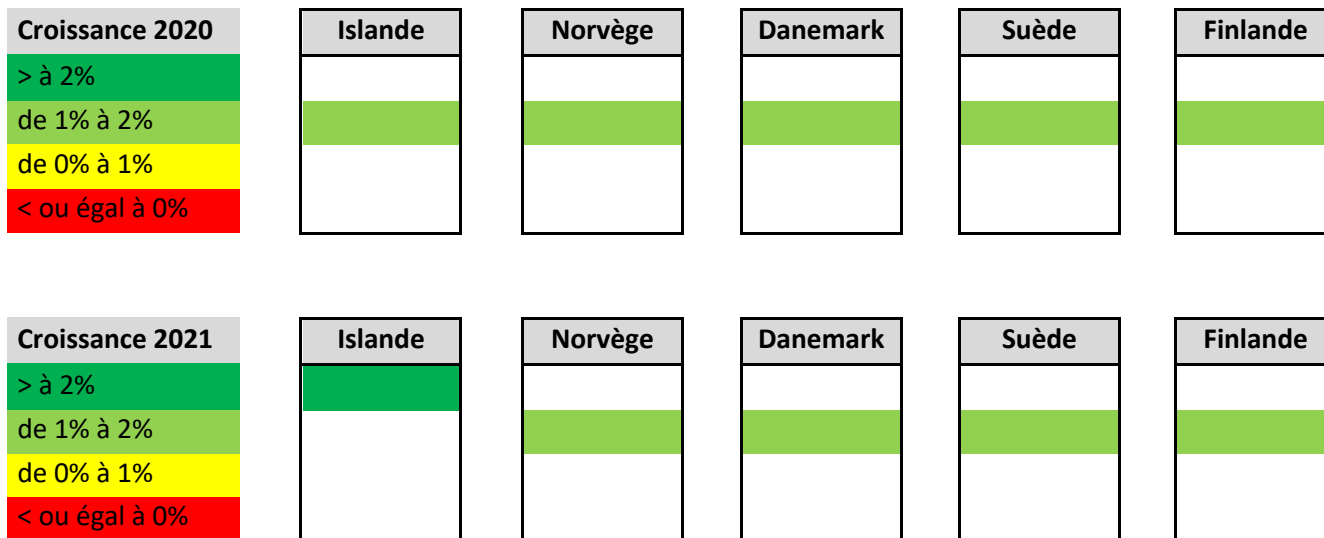 Croissance 2020 Islande Norvège Danemark Suède Finlande
> à 2%
de 1% à 2%
de 0% à 1%
< ou égal à 0%
Croissance 2021 Islande Norvège Danemark Suède Finlande
> à 2%
de 1% à 2%
de 0% à 1%
< ou égal à 0%